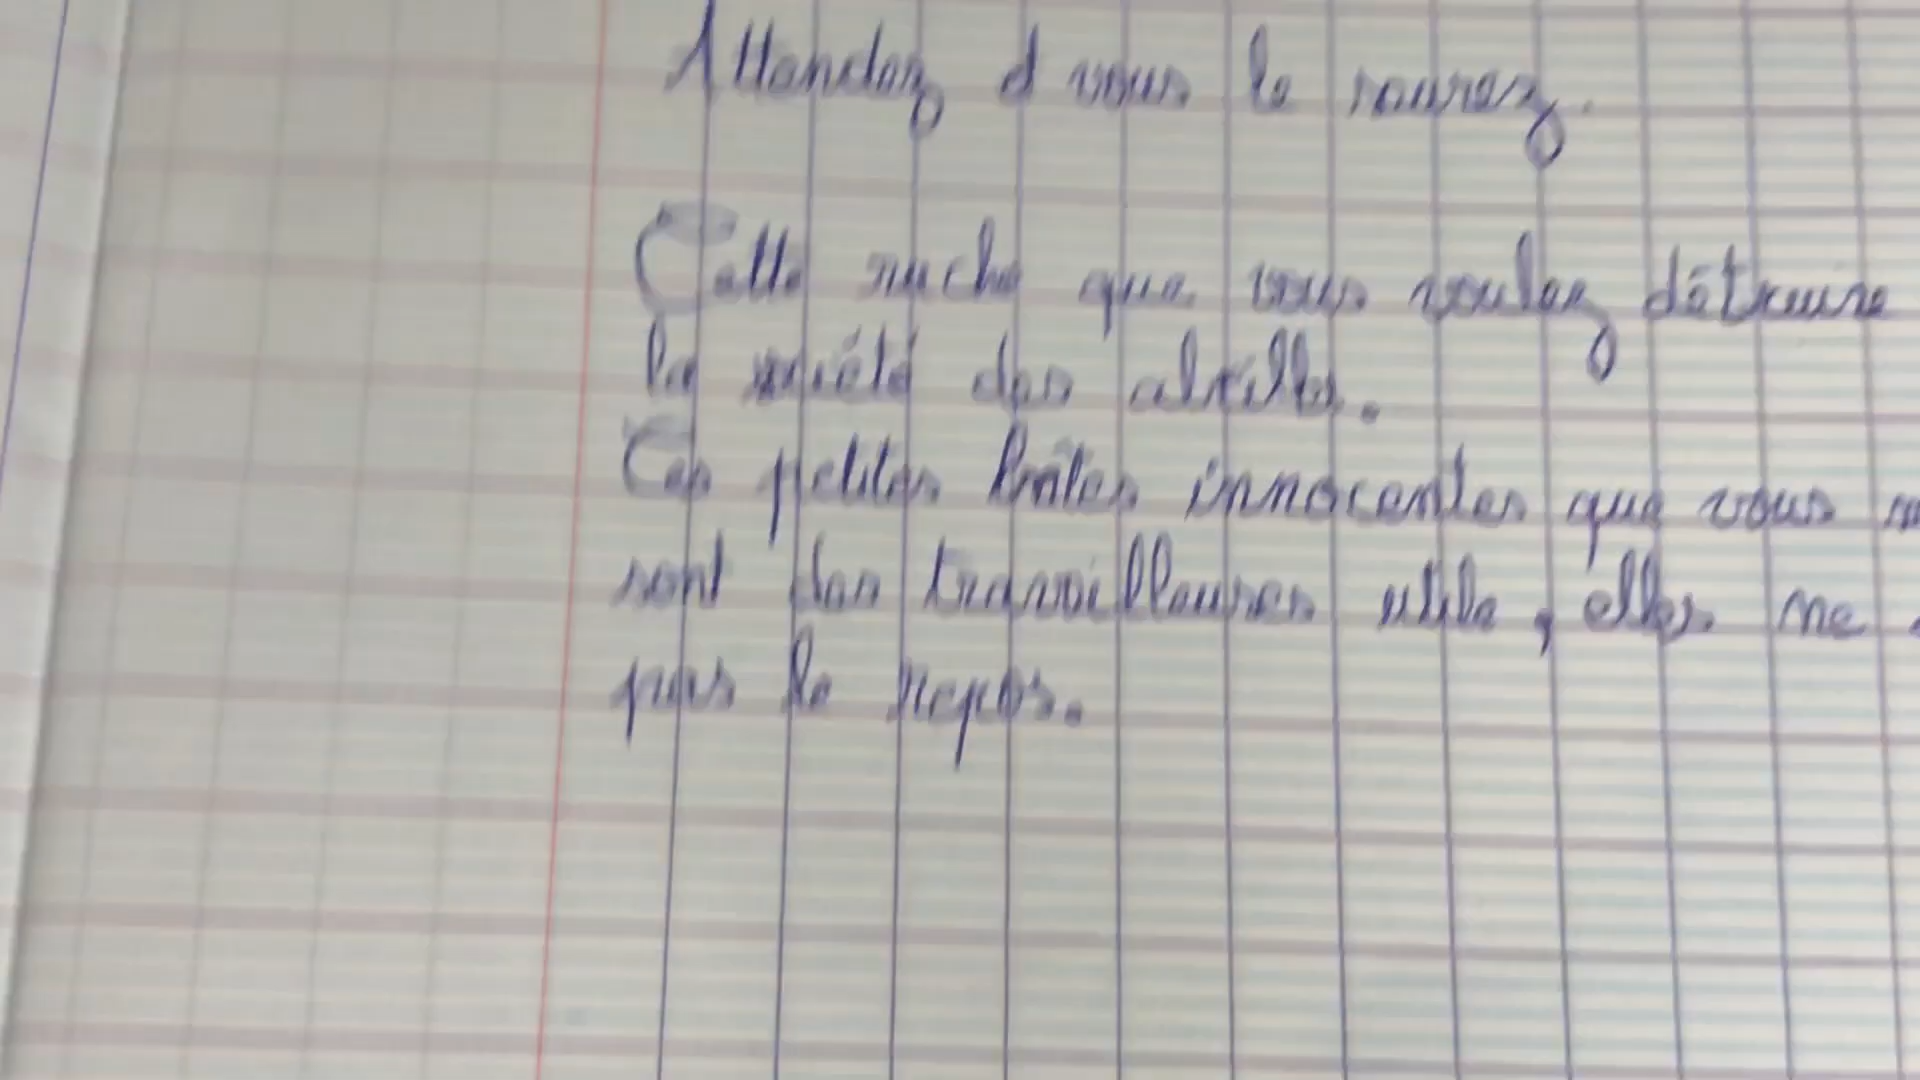 Attendez et vous le saurez.
Cette ruche que vous voulez détruire
la société des abeilles.
Ces petites bêtes innocentes que vous
sont des travailleuses utile, elles ne
pas le repos.